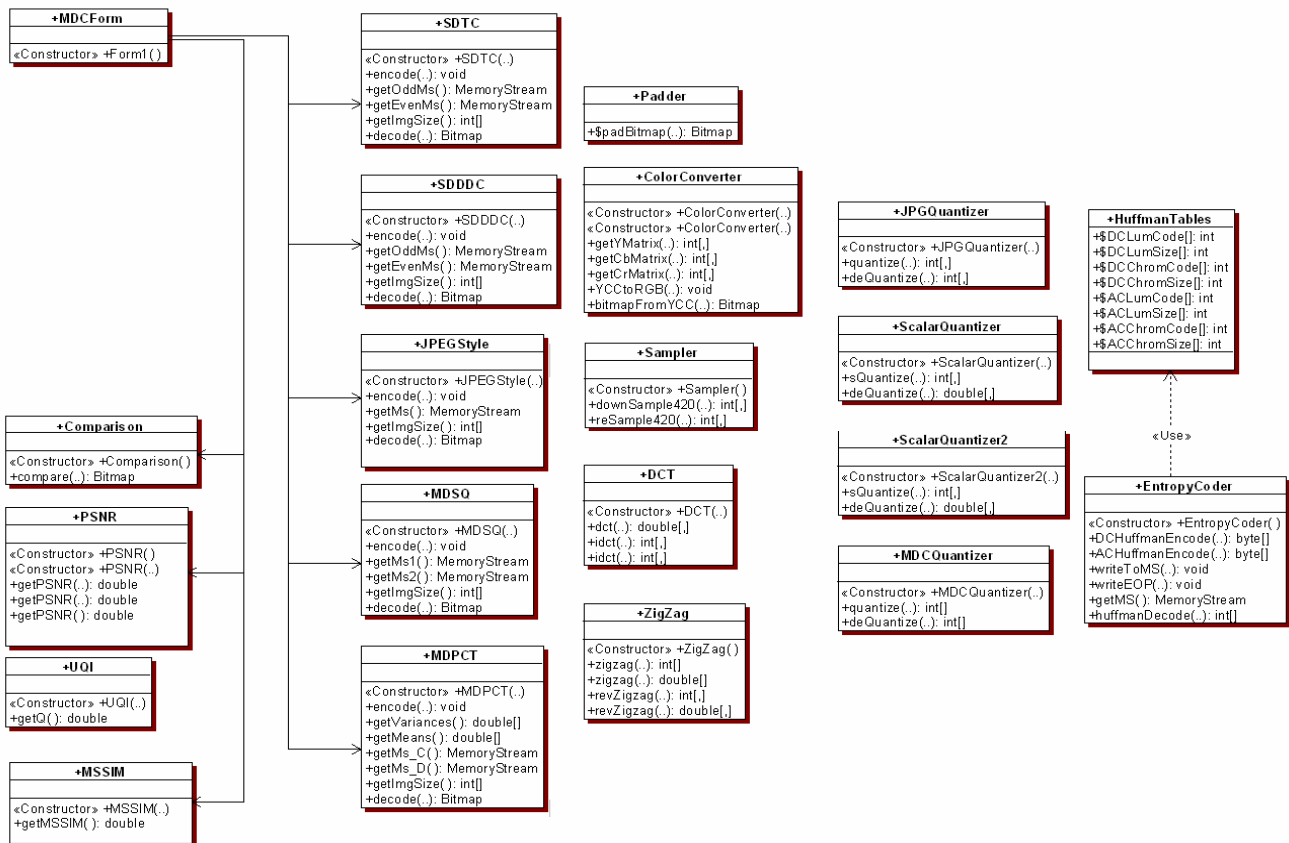 +MDCForm
«Constructor» +Form1()
+SDTC
«Constructor» +SDTC(..)
+encode(..): void
+getOddMs(): MemoryStream
+getEvenMs(): MemoryStream
+getImgSize(): int[]
+decode(..): Bitmap
+SDDDC
«Constructor» +SDDDC(..)
+encode(..): void
+getOddMs(): MemoryStream
+getEvenMs(): MemoryStream
+getImgSize(): int[]
+decode(..): Bitmap
+JPEGStyle
«Constructor» +JPEGStyle(..)
+encode(..): void
+getMs(): MemoryStream
+getImgSize(): int[]
+decode(..): Bitmap
+MDSQ
«Constructor» +MDSQ(..)
+encode(..): void
+getMs1(): MemoryStream
+getMs2(): MemoryStream
+getImgSize(): int[]
+decode(..): Bitmap
+MDPCT
«Constructor» +MDPCT(..)
+encode(..): void
+getVariances(): double[]
+getMeans(): double[]
+getMs_C(): MemoryStream
+getMs_D(): MemoryStream
+getImgSize(): int[]
+decode(..): Bitmap
+Comparison
«Constructor» +Comparison()
+compare(..): Bitmap
+PSNR
«Constructor» +PSNR()
«Constructor» +PSNR(..)
+getPSNR(..): double
+getPSNR(..): double
+getPSNR(): double
+UQI
«Constructor» +UQI(..)
+getQ(): double
+MSSIM
«Constructor» +MSSIM(..)
+getMSSIM(): double
+Padder
+$padBitmap(..): Bitmap
+ColorConverter
«Constructor» +ColorConverter(..)
«Constructor» +ColorConverter(..)
+getYMatrix(..): int[,]
+getCbMatrix(..): int[,]
+getCrMatrix(..): int[,]
+YCCtoRGB(..): void
+bitmapFromYCC(..): Bitmap
+Sampler
«Constructor» +Sampler()
+downSample420(..): int[,]
+reSample420(..): int[,]
+DCT
«Constructor» +DCT(..)
+dct(..): double[,]
+idct(..): int[,]
+idct(..): int[,]
+ZigZag
«Constructor» +ZigZag()
+zigzag(..): int[]
+zigzag(..): double[]
+revZigzag(..): int[,]
+revZigzag(..): double[,]
+JPGQuantizer
«Constructor» +JPGQuantizer(..)
+quantize(..): int[,]
+deQuantize(..): int[,]
+ScalarQuantizer
«Constructor» +ScalarQuantizer(..)
+sQuantize(..): int[,]
+deQuantize(..): double[,]
+ScalarQuantizer2
«Constructor» +ScalarQuantizer2(..)
+sQuantize(..): int[,]
+deQuantize(..): double[,]
+MDCQuantizer
«Constructor» +MDCQuantizer(..)
+quantize(..): int[]
+deQuantize(..): int[]
+HuffmanTables
+$DCLumCode[]: int
+$DCLumSize[]: int
+$DCChromCode[]: int
+$DCChromSize[]: int
+$ACLumCode[]: int
+$ACLumSize[]: int
+$ACChromCode[]: int
+$ACChromSize[]: int
«Use»
+EntropyCoder
«Constructor» +EntropyCoder()
+DCHuffmanEncode(..): byte[]
+ACHuffmanEncode(..): byte[]
+writeToMS(..): void
+writeEOP(..): void
+getMS(): MemoryStream
+huffmanDecode(..): int[]